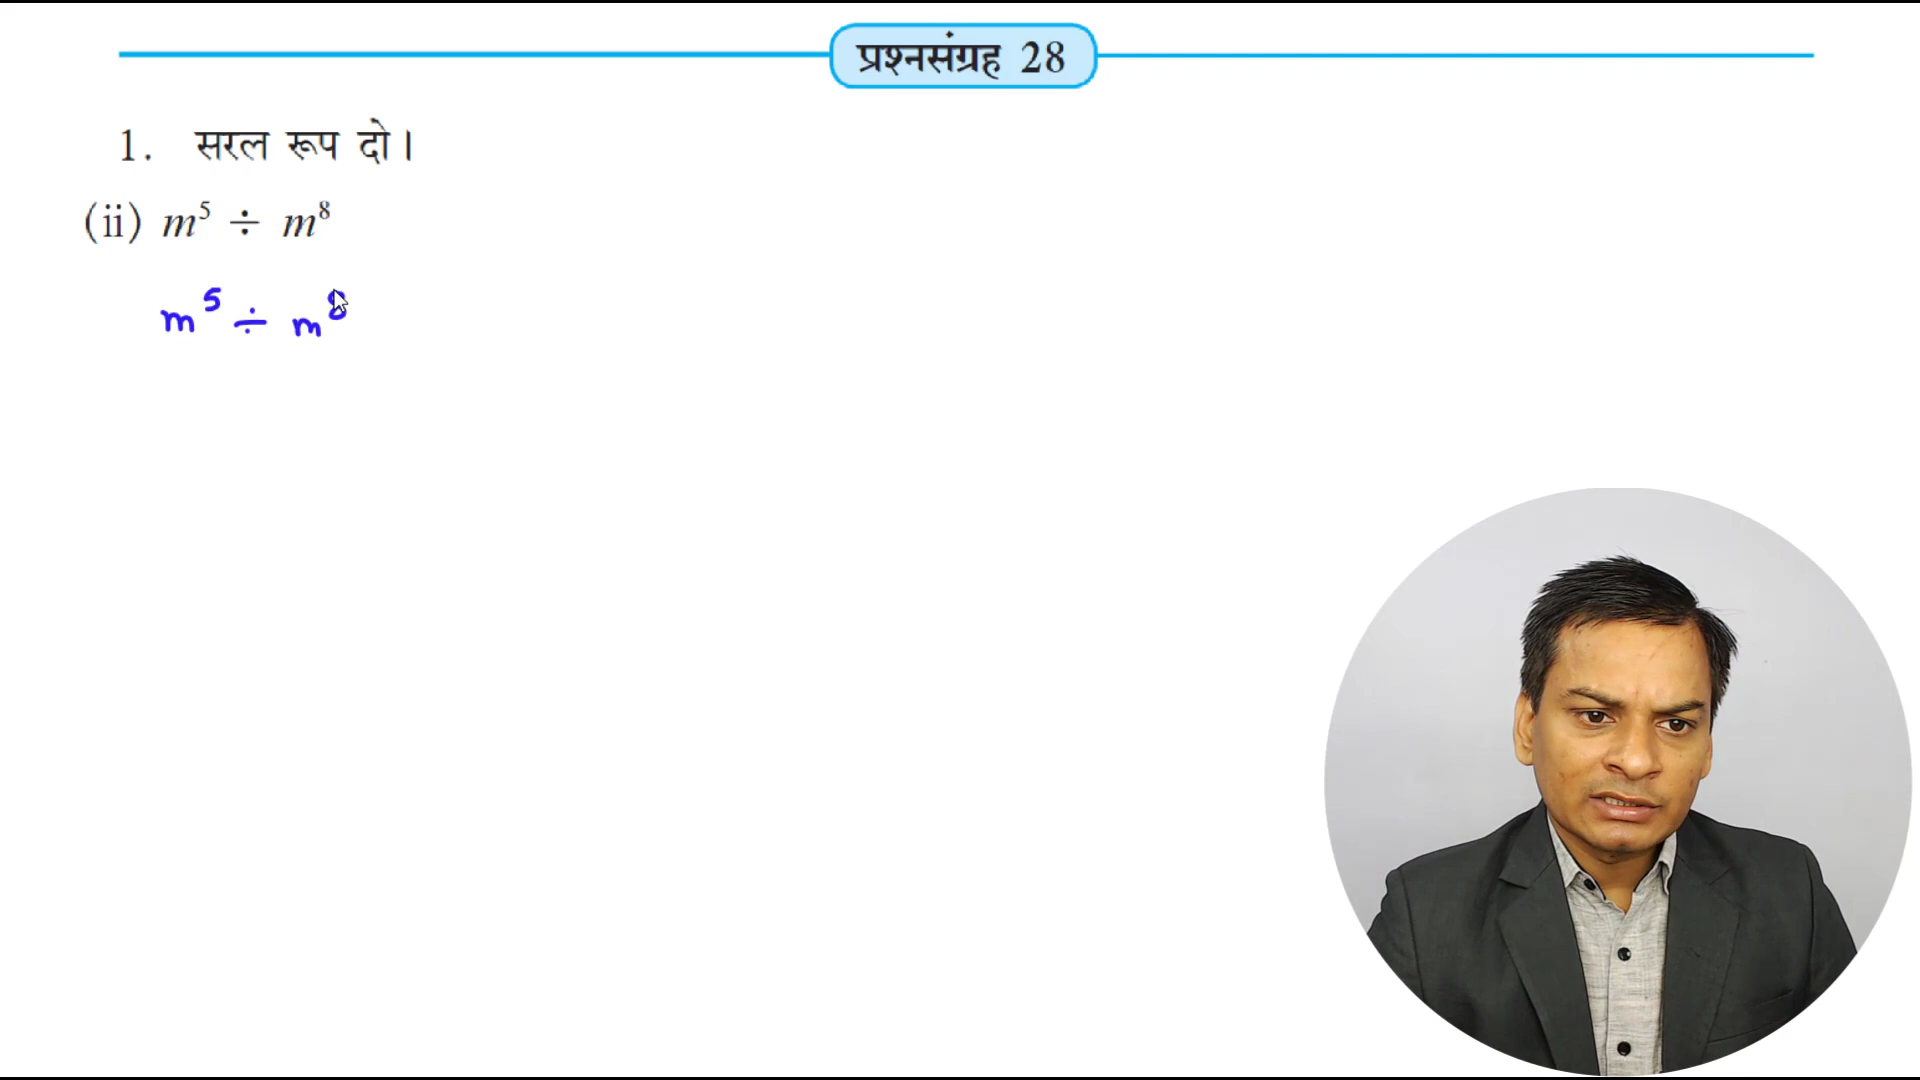 प्रश्नसंग्रह 28
1. सरल रूप दो।
(ii) m⁵ ÷ m⁸
m⁵ ÷ m⁸